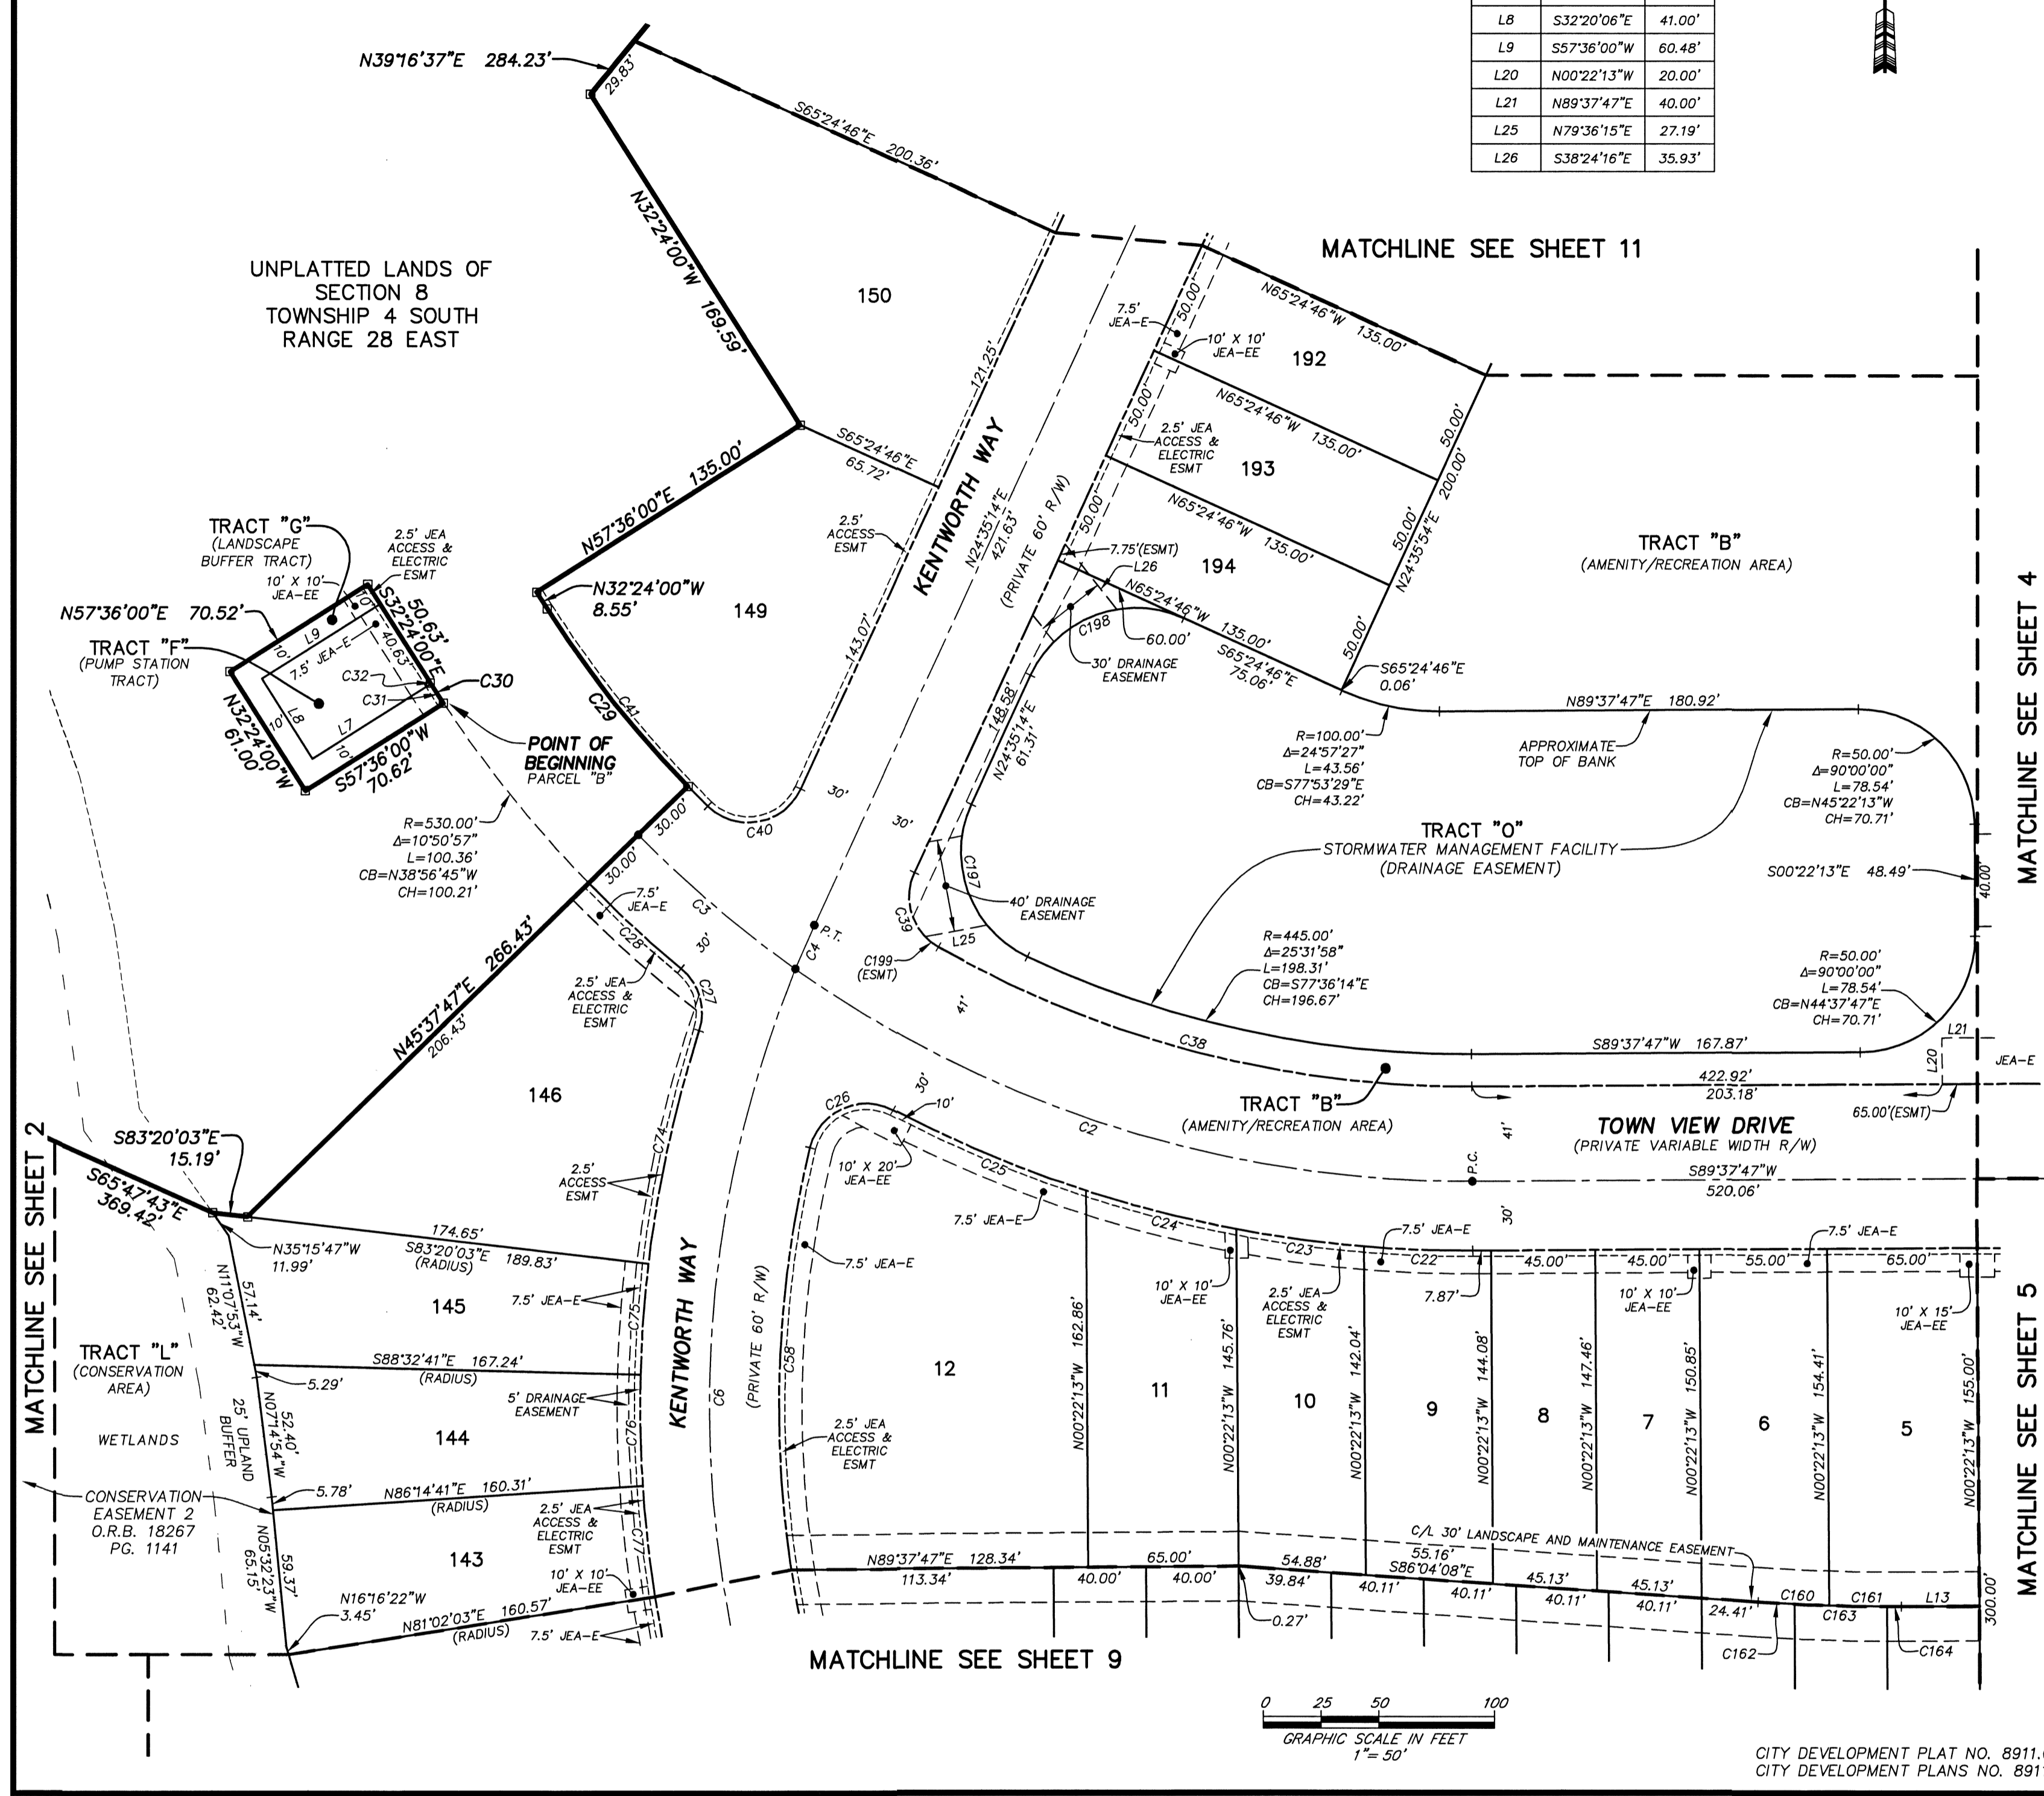 L8 S32°20'06"E 41.00'
L9 S57°36'00"W 60.48'
L20 N00°22'13"W 20.00'
L21 N89°37'47"E 40.00'
L25 N79°36'15"E 27.19'
L26 S38°24'16"E 35.93'
N39°16'37"E 284.23'
29.83'
S65°24'46"E 200.36'
N32°24'00"W 169.59'
MATCHLINE SEE SHEET 11
UNPLATTED LANDS OF
SECTION 8
TOWNSHIP 4 SOUTH
RANGE 28 EAST
150
121.25'
7.5'
JEA-E
50.00'
N65°24'46"W 135.00'
10' X 10'
JEA-EE
192
50.00'
N65°24'46"W 135.00'
50.00'
2.5' JEA
ACCESS &
ELECTRIC
ESMT
193
N24°35'54"E 200.00'
S65°24'46"E
65.72'
N57°36'00"E 135.00'
KENTWORTH WAY
N24°35'14"E
421.63'
(PRIVATE 60' R/W)
50.00'
N65°24'46"W 135.00'
50.00'
2.5'
ACCESS
ESMT
TRACT "B"
(AMENITY/RECREATION AREA)
MATCHLINE SEE SHEET 4
TRACT "G"
(LANDSCAPE
BUFFER TRACT)
2.5' JEA
ACCESS &
ELECTRIC
ESMT
10' X 10'
JEA-EE
7.75'(ESMT)
L26
194
N65°24'46"W 135.00'
50.00'
N57°36'00"E 70.52'
10'
S32°24'00"E
50.63'
N32°24'00"W
8.55'
149
143.07'
C198
60.00'
TRACT "F"
(PUMP STATION
TRACT)
L9
10'
7.5' JEA-E
40.63'
C32
C31
C30
30' DRAINAGE
EASEMENT
S65°24'46"E
75.06'
S65°24'46"E
0.06'
N32°24'00"W
61.00'
L8
10'
L7
10'
S57°36'00"W
70.62'
C29
C41
148.58'
N24°35'14"E
61.31'
N89°37'47"E 180.92'
POINT OF
BEGINNING
PARCEL "B"
R=100.00'
Δ=24°57'27"
L=43.56'
CB=S77°53'29"E
CH=43.22'
APPROXIMATE
TOP OF BANK
R=50.00'
Δ=90°00'00"
L=78.54'
CB=N45°22'13"W
CH=70.71'
R=530.00'
Δ=10°50'57"
L=100.36'
CB=N38°56'45"W
CH=100.21'
30.00'
C40
30'
30'
TRACT "O"
STORMWATER MANAGEMENT FACILITY
(DRAINAGE EASEMENT)
S00°22'13"E 48.49'
40.00'
30.00'
C197
7.5'
JEA-E
40' DRAINAGE
EASEMENT
C3
C39
P.T.
C4
C28
30'
L25
C199
(ESMT)
R=445.00'
Δ=25°31'58"
L=198.31'
CB=S77°36'14"E
CH=196.67'
R=50.00'
Δ=90°00'00"
L=78.54'
CB=N44°37'47"E
CH=70.71'
N45°37'47"E 266.43'
206.43'
2.5' JEA
ACCESS &
ELECTRIC
ESMT
C27
41'
C38
S89°37'47"W 167.87'
L21
L20
JEA-E
146
C26
30'
10'
TRACT "B"
(AMENITY/RECREATION AREA)
422.92'
203.18'
65.00'(ESMT)
TOWN VIEW DRIVE
(PRIVATE VARIABLE WIDTH R/W)
C2
41'
P.C.
S89°37'47"W
520.06'
MATCHLINE SEE SHEET 2
S83°20'03"E
15.19'
S65°47'43"E
369.42'
C74
2.5'
ACCESS
ESMT
10' X 20'
JEA-EE
C25
7.5' JEA-E
C24
30'
174.65'
S83°20'03"E 189.83'
(RADIUS)
N35°15'47"W
11.99'
7.5' JEA-E
C23
7.5' JEA-E
C22
7.87'
45.00'
45.00'
7.5' JEA-E
55.00'
65.00'
57.14'
N11°07'53"W
62.42'
7.5' JEA-E
145
C75
KENTWORTH WAY
(PRIVATE 60' R/W)
10' X 10'
JEA-EE
2.5' JEA
ACCESS &
ELECTRIC
ESMT
10' X 10'
JEA-EE
10' X 15'
JEA-EE
MATCHLINE SEE SHEET 5
TRACT "L"
(CONSERVATION
AREA)
S88°32'41"E 167.24'
(RADIUS)
5.29'
5' DRAINAGE
EASEMENT
C6
C58
12
N00°22'13"W 162.86'
11
N00°22'13"W 145.76'
10
N00°22'13"W 142.04'
9
N00°22'13"W 144.08'
8
N00°22'13"W 147.46'
7
N00°22'13"W 150.85'
6
N00°22'13"W 154.41'
5
N00°22'13"W 155.00'
25' UPLAND
BUFFER
52.40'
N07°14'54"W
WETLANDS
144
C76
2.5' JEA
ACCESS &
ELECTRIC
ESMT
CONSERVATION
EASEMENT 2
O.R.B. 18267
PG. 1141
5.78'
N86°14'41"E 160.31'
(RADIUS)
2.5' JEA
ACCESS &
ELECTRIC
ESMT
C77
59.37'
N05°32'23"W
65.15'
143
10' X 10'
JEA-EE
N16°16'22"W
3.45'
N81°02'03"E 160.57'
(RADIUS)
7.5' JEA-E
C/L 30' LANDSCAPE AND MAINTENANCE EASEMENT
N89°37'47"E 128.34'
113.34'
65.00'
40.00'
40.00'
54.88'
39.84'
55.16'
S86°04'08"E
40.11'
40.11'
45.13'
40.11'
45.13'
40.11'
24.41'
C160
C161
L13
C163
300.00'
0.27'
C162
C164
MATCHLINE SEE SHEET 9
0 25 50 100
GRAPHIC SCALE IN FEET
1"= 50'
CITY DEVELOPMENT PLAT NO. 8911.
CITY DEVELOPMENT PLANS NO. 891